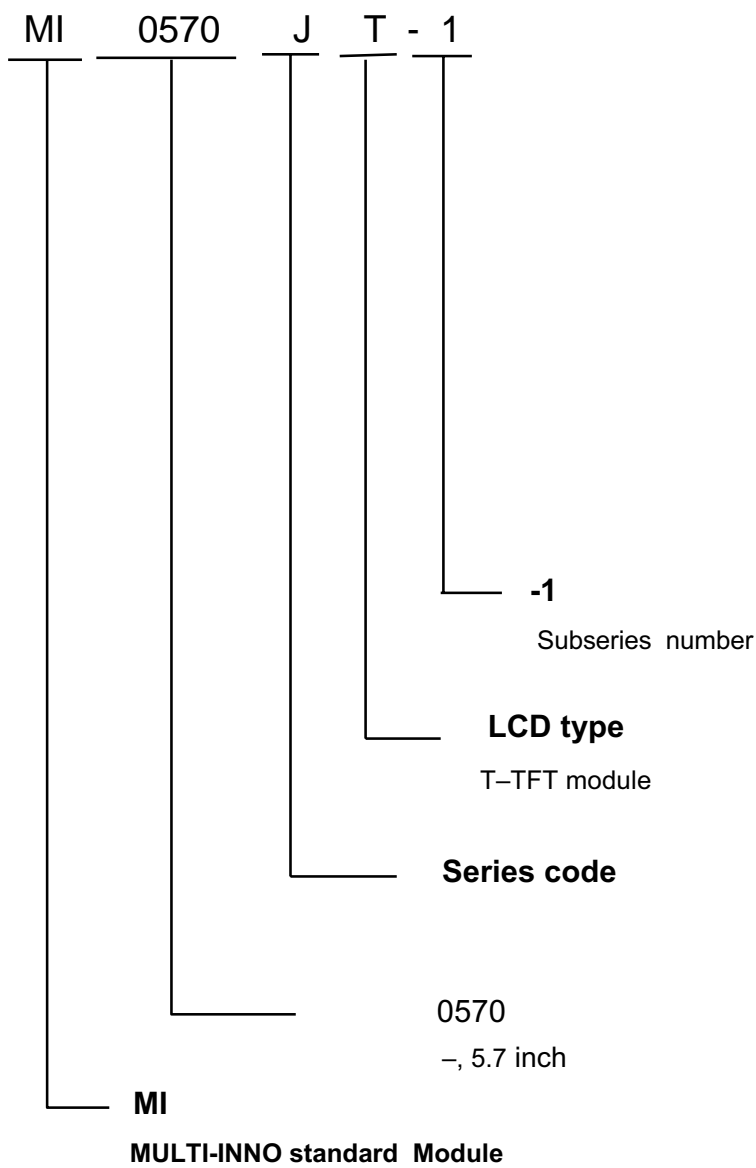 MI 0570 J T - 1
-1
Subseries number
LCD type
T–TFT module
Series code
0570
–, 5.7 inch
MI
MULTI-INNO standard Module